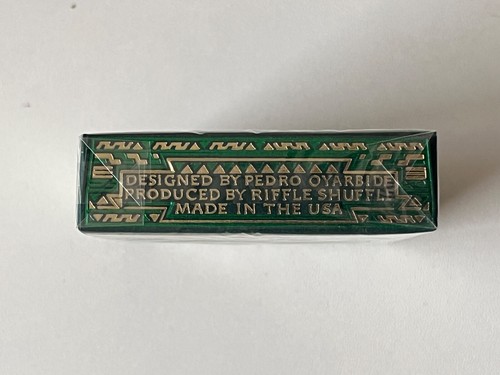 DESIGNED BY PEDRO OYARBIDE
PRODUCED BY RIFFLE SHUFFLE
MADE IN THE USA